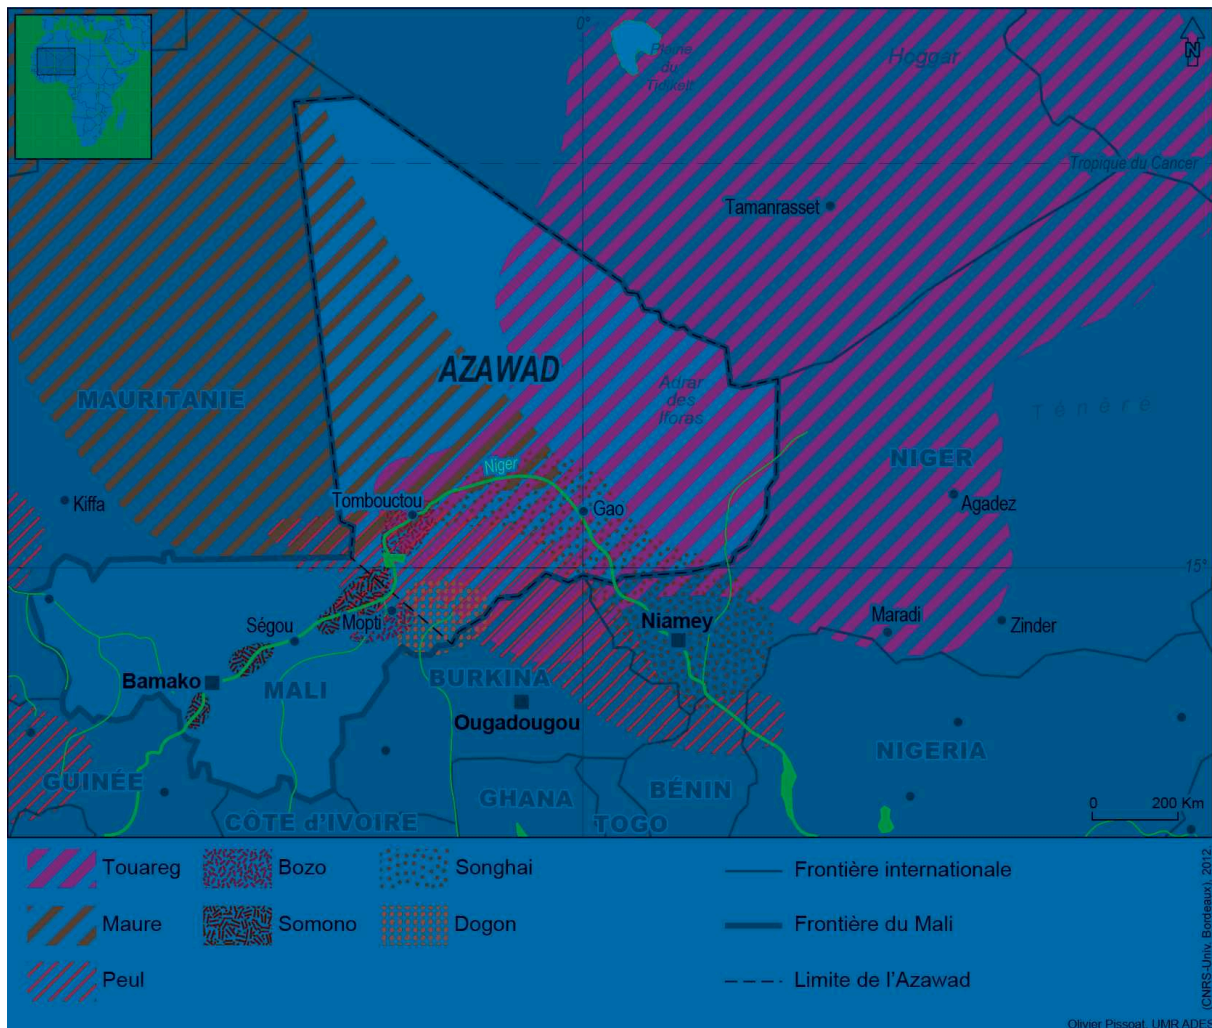 0°
N
Pleine
du
Tidikelt
Hoggar
Tropique du Cancer
Tamanrasset
AZAWAD
Adrar
des
Iforas
MAURITANIE
Ténéré
NIGER
Niger
Kiffa
Tombouctou
Gao
Agadez
15°
Ségou
Mopti
Niamey
Maradi
Zinder
Bamako
MALI
BURKINA
Ougadougou
NIGERIA
GUINÉE
GHANA
BÉNIN
CÔTE d'IVOIRE
TOGO
0 200 Km
Touareg
Bozo
Songhai
Frontière internationale
Maure
Somono
Dogon
Frontière du Mali
Peul
Limite de l'Azawad
(CNRS-Univ. Bordeaux), 2012
Olivier Pissoat, UMR ADES